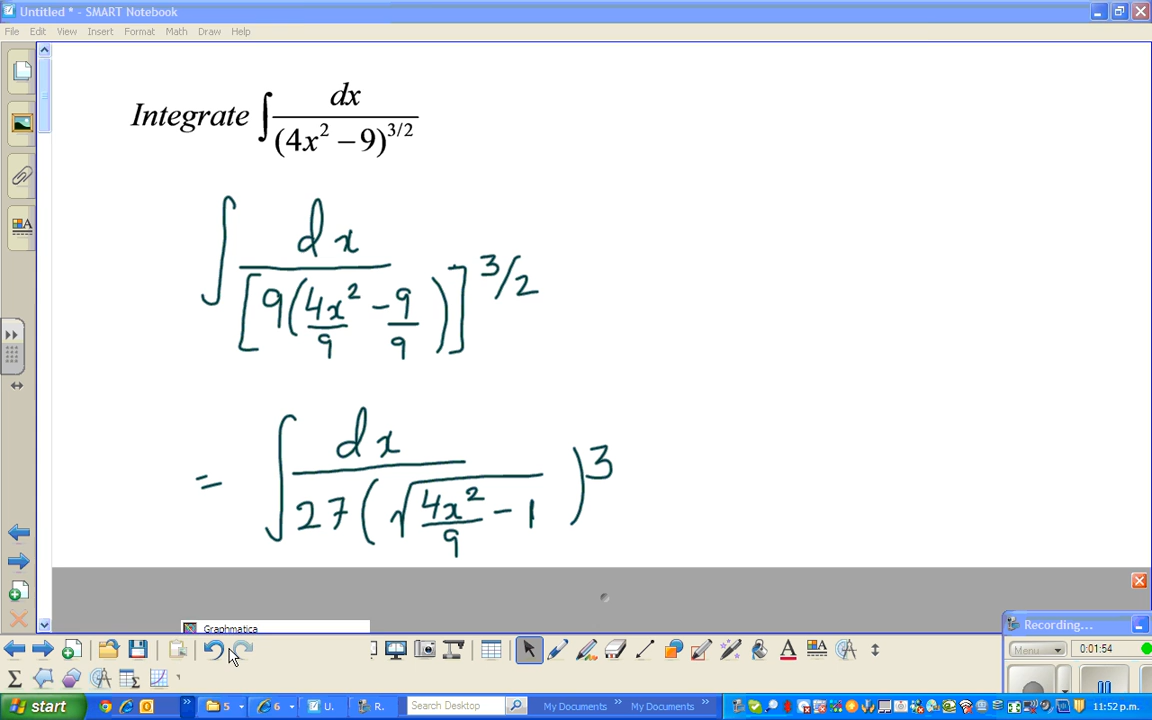 Untitled * - SMART Notebook
File Edit View Insert Format Math Draw Help
Integrate ∫ dx / (4x² − 9)^3/2
∫ dx / [9(4x²/9 − 9/9)]^3/2
= ∫ dx / 27(√(4x²/9 − 1))^3
Graphmatica
Recording...
Menu
0:01:54
start
5
6
U.
R.
Search Desktop
My Documents
My Documents
11:52 p.m.